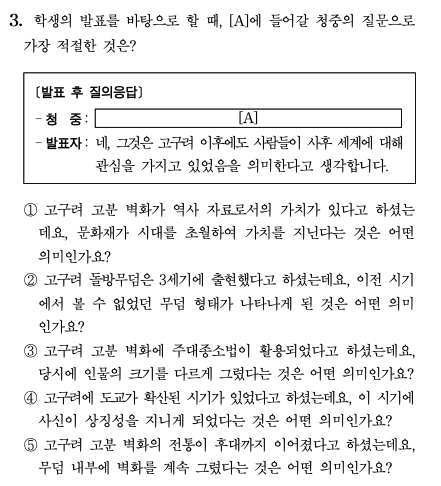 3. 학생의 발표를 바탕으로 할 때, [A]에 들어갈 청중의 질문으로
가장 적절한 것은?
〔발표 후 질의응답〕
- 청 중 : [A]
- 발표자 : 네, 그것은 고구려 이후에도 사람들이 사후 세계에 대해
관심을 가지고 있었음을 의미한다고 생각합니다.
① 고구려 고분 벽화가 역사 자료로서의 가치가 있다고 하셨는
데요, 문화재가 시대를 초월하여 가치를 지닌다는 것은 어떤
의미인가요?
② 고구려 돌방무덤은 3세기에 출현했다고 하셨는데요, 이전 시기
에서 볼 수 없었던 무덤 형태가 나타나게 된 것은 어떤 의미
인가요?
③ 고구려 고분 벽화에 주대종소법이 활용되었다고 하셨는데요,
당시에 인물의 크기를 다르게 그렸다는 것은 어떤 의미인가요?
④ 고구려에 도교가 확산된 시기가 있었다고 하셨는데요, 이 시기에
사신이 상징성을 지니게 되었다는 것은 어떤 의미인가요?
⑤ 고구려 고분 벽화의 전통이 후대까지 이어졌다고 하셨는데요,
무덤 내부에 벽화를 계속 그렸다는 것은 어떤 의미인가요?